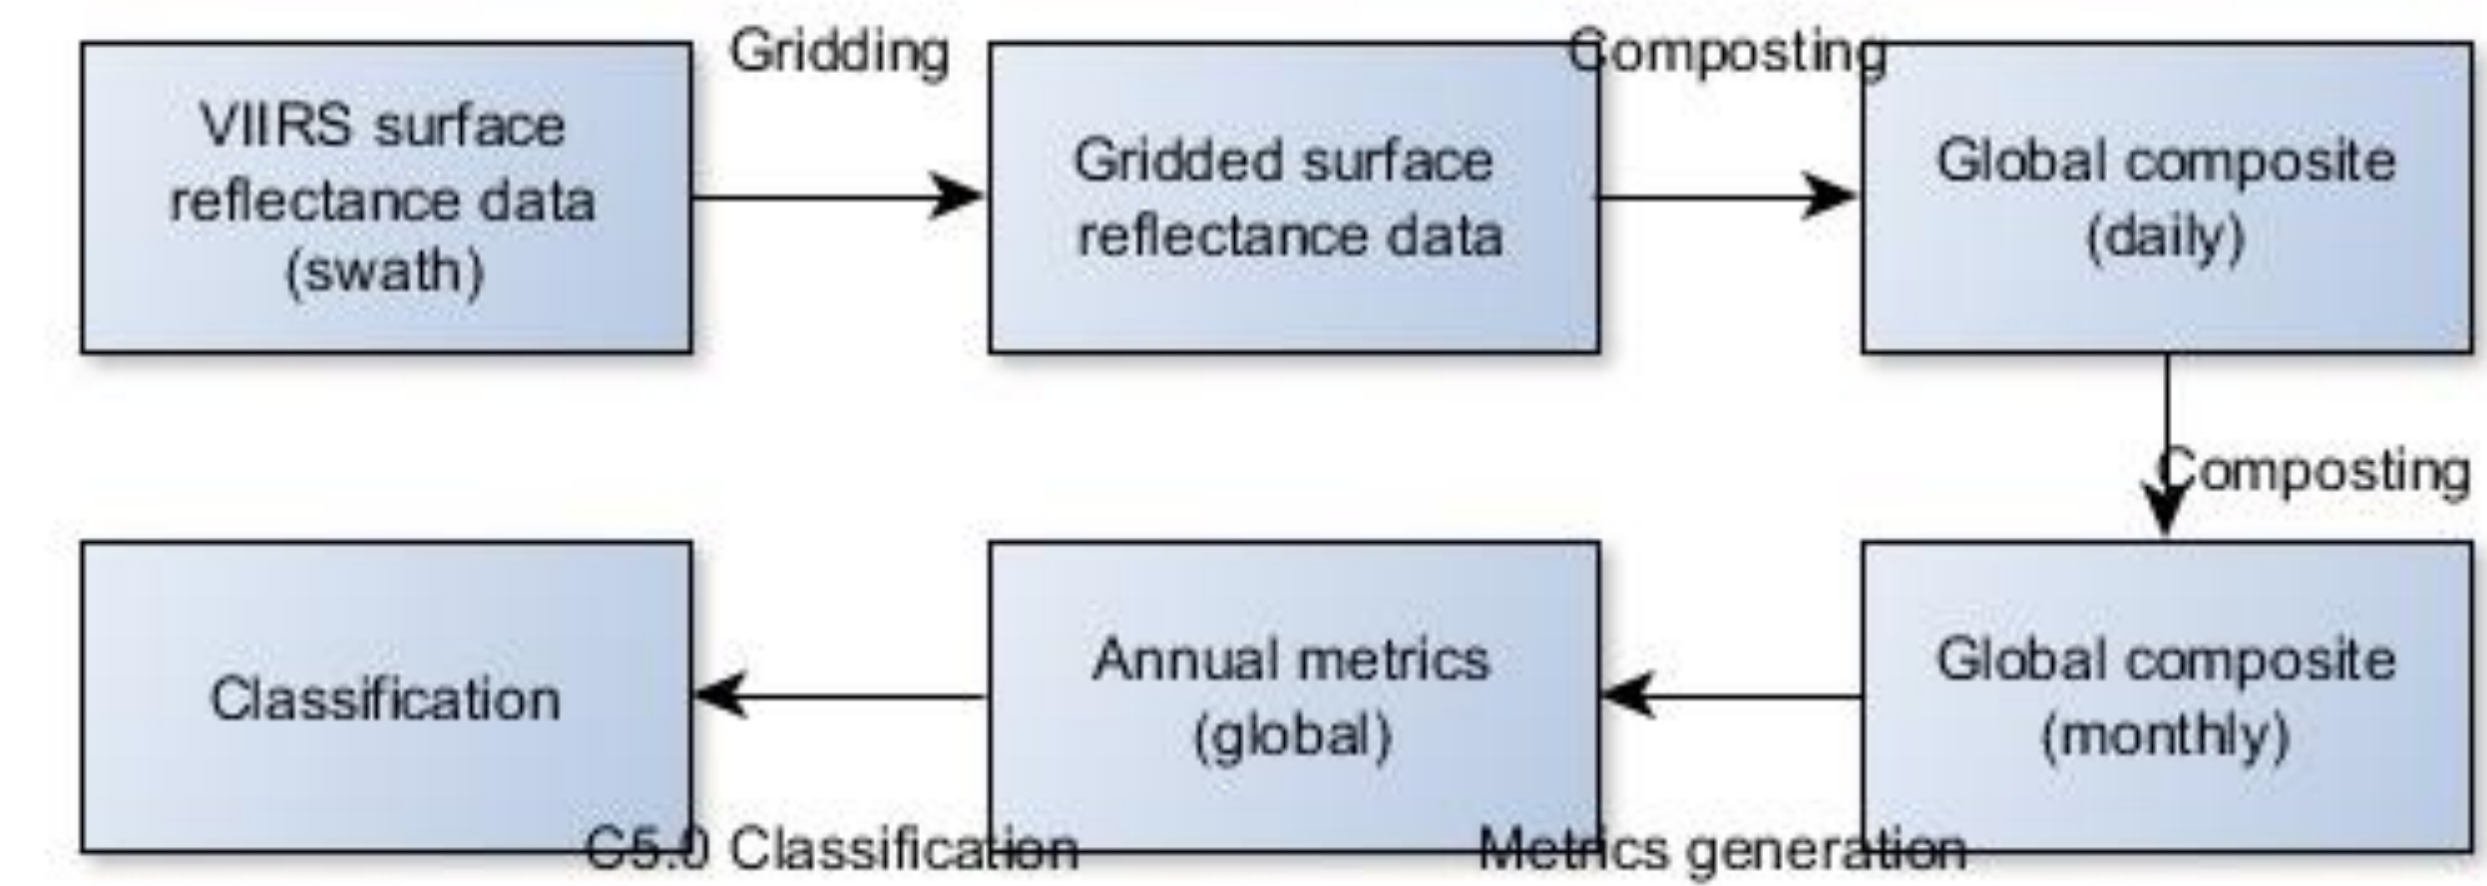 Gridding
Composting
VIIRS surface
reflectance data
(swath)
Gridded surface
reflectance data
Global composite
(daily)
Composting
Global composite
(monthly)
Metrics generation
Annual metrics
(global)
C5.0 Classification
Classification